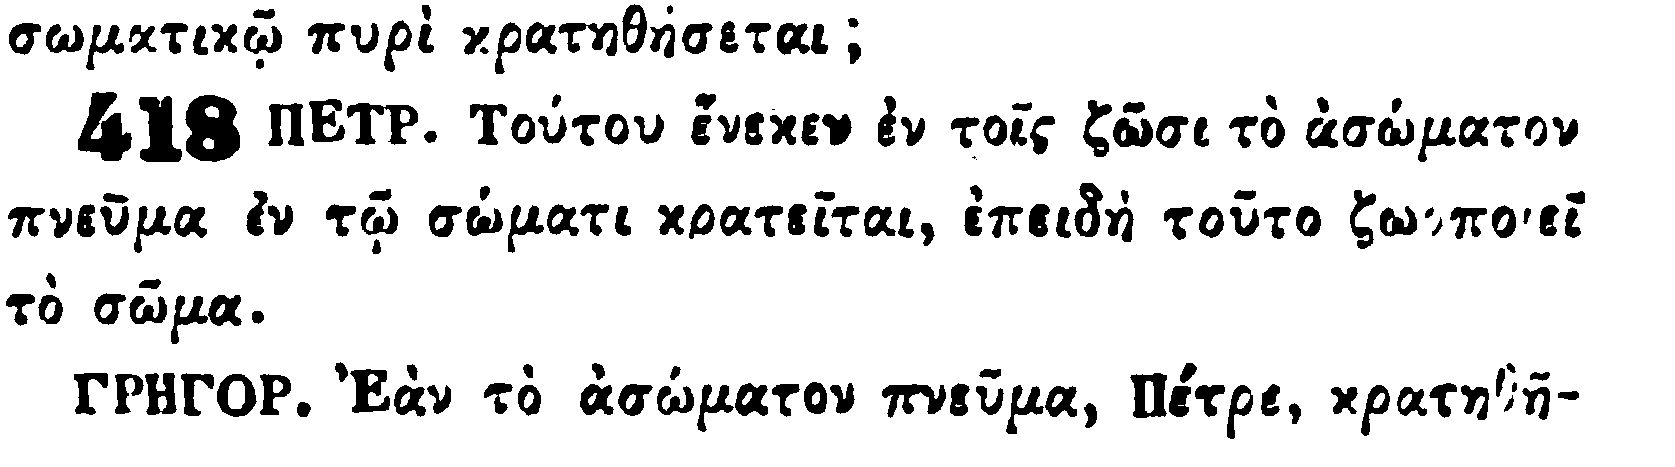 σωματικῷ πυρὶ κρατηθήσεται;
418 ΠΕΤΡ. Τούτου ἕνεκεν ἐν τοῖς ζῶσι τὸ ἀσώματον
πνεῦμα ἐν τῷ σώματι κρατεῖται, ἐπειδὴ τοῦτο ζωοποιεῖ
τὸ σῶμα.
ΓΡΗΓΟΡ. Ἐὰν τὸ ἀσώματον πνεῦμα, Πέτρε, κρατηθῆ-